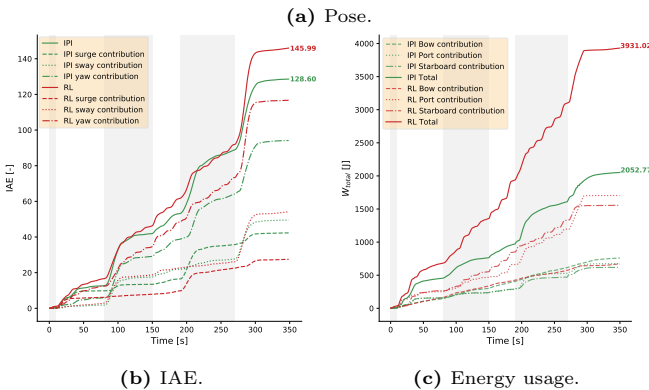 (a) Pose.
IPI
IPI surge contribution
IPI sway contribution
IPI yaw contribution
RL
RL surge contribution
RL sway contribution
RL yaw contribution
145.99
128.60
IAE [-]
140
120
100
80
60
40
20
0
0 50 100 150 200 250 300 350
Time [s]
(b) IAE.
IPI Bow contribution
IPI Port contribution
IPI Starboard contribution
IPI Total
RL Bow contribution
RL Port contribution
RL Starboard contribution
RL Total
3931.02
2052.77
W_total [J]
4000
3500
3000
2500
2000
1500
1000
500
0
0 50 100 150 200 250 300 350
Time [s]
(c) Energy usage.